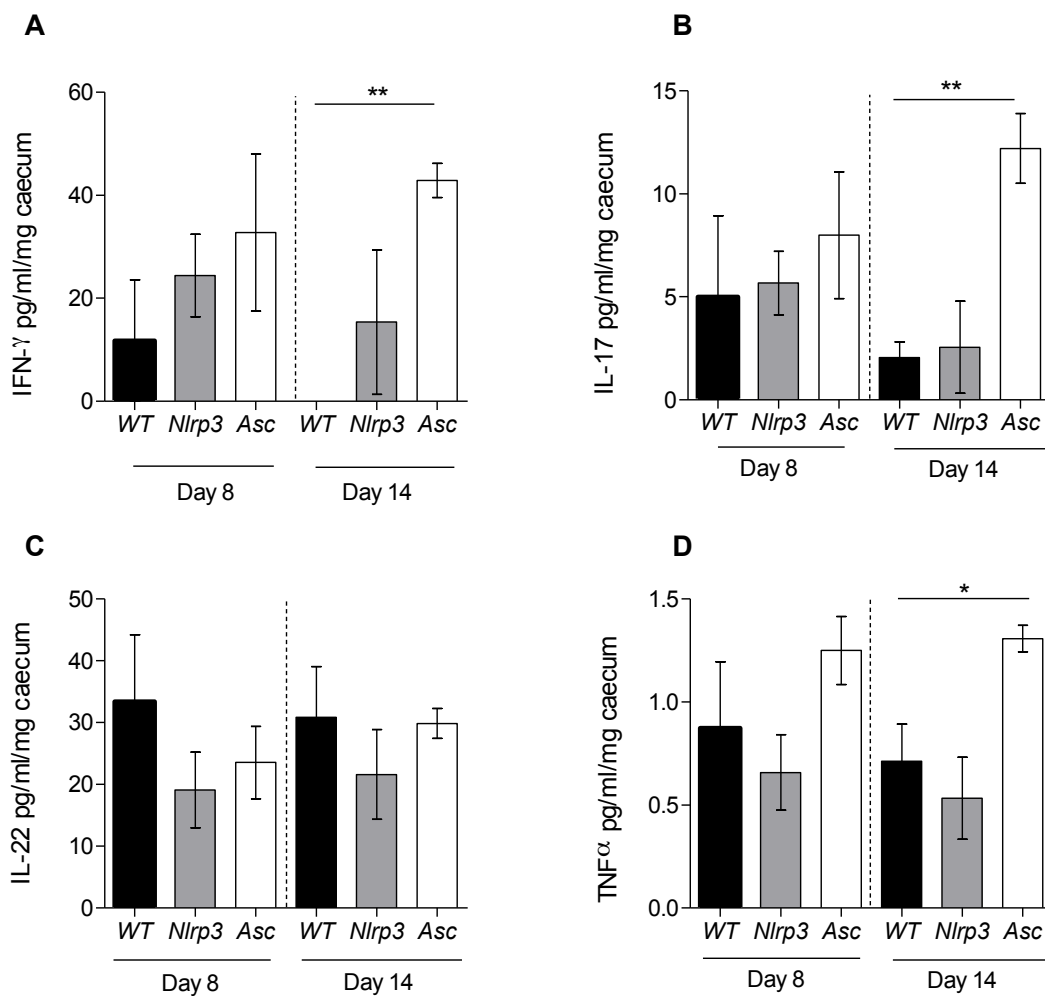 A
IFN-γ pg/ml/mg caecum
60
40
20
0
**
WT Nlrp3 Asc WT Nlrp3 Asc
Day 8 Day 14
B
IL-17 pg/ml/mg caecum
15
10
5
0
**
WT Nlrp3 Asc WT Nlrp3 Asc
Day 8 Day 14
C
IL-22 pg/ml/mg caecum
50
40
30
20
10
0
WT Nlrp3 Asc WT Nlrp3 Asc
Day 8 Day 14
D
TNFα pg/ml/mg caecum
1.5
1.0
0.5
0.0
*
WT Nlrp3 Asc WT Nlrp3 Asc
Day 8 Day 14